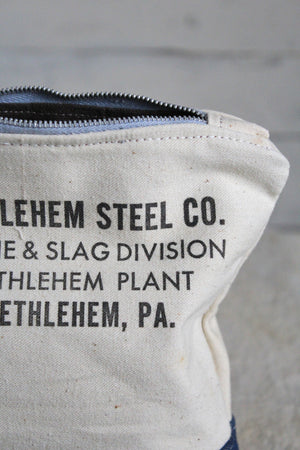 LEHEM STEEL CO.
E & SLAG DIVISION
THLEHEM PLANT
ETHLEHEM, PA.